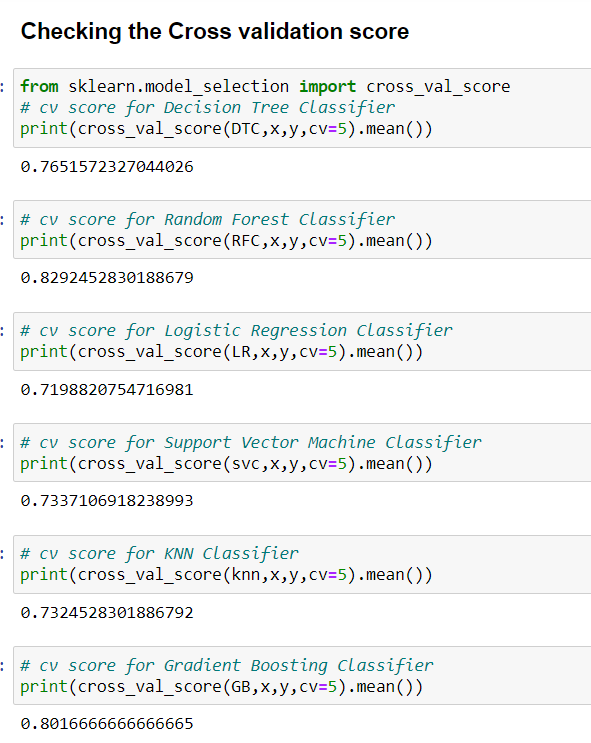 Checking the Cross validation score
: from sklearn.model_selection import cross_val_score
# cv score for Decision Tree Classifier
print(cross_val_score(DTC,x,y,cv=5).mean())
0.7651572327044026
: # cv score for Random Forest Classifier
print(cross_val_score(RFC,x,y,cv=5).mean())
0.8292452830188679
: # cv score for Logistic Regression Classifier
print(cross_val_score(LR,x,y,cv=5).mean())
0.7198820754716981
: # cv score for Support Vector Machine Classifier
print(cross_val_score(svc,x,y,cv=5).mean())
0.7337106918238993
: # cv score for KNN Classifier
print(cross_val_score(knn,x,y,cv=5).mean())
0.7324528301886792
: # cv score for Gradient Boosting Classifier
print(cross_val_score(GB,x,y,cv=5).mean())
0.8016666666666665